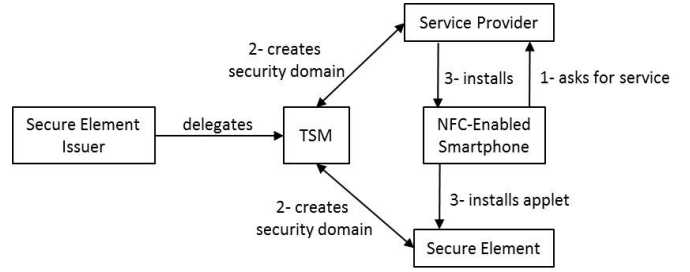 Service Provider
2- creates
security domain
3- installs
1- asks for service
Secure Element
Issuer
delegates
TSM
NFC-Enabled
Smartphone
2- creates
security domain
3- installs applet
Secure Element